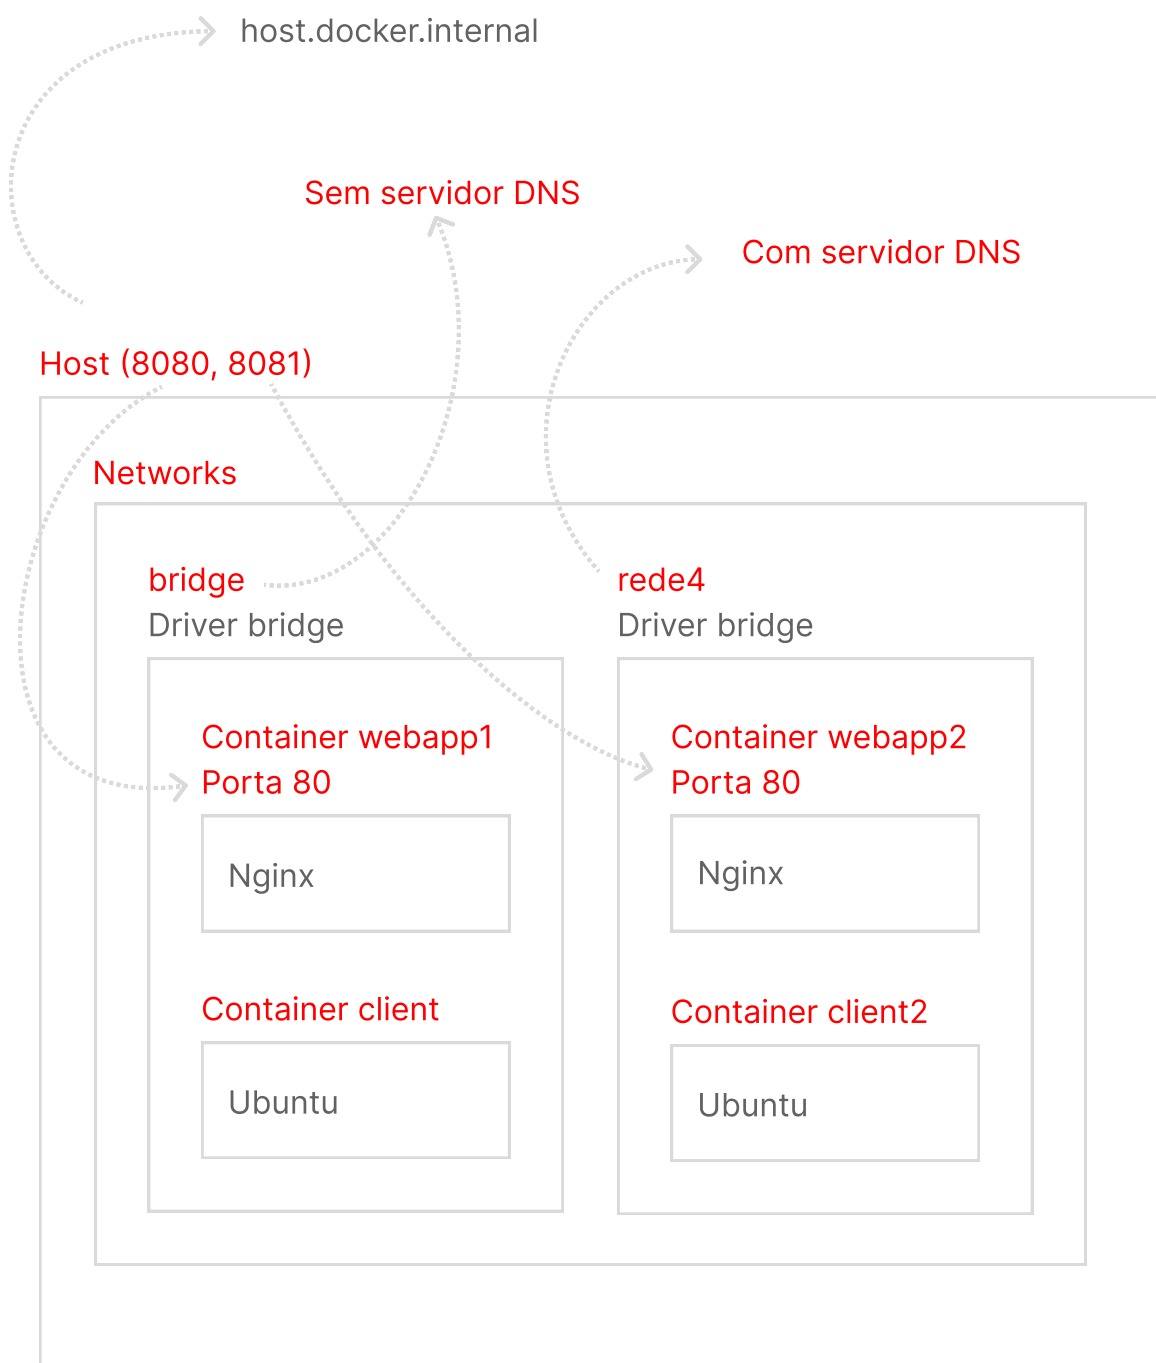 host.docker.internal
Sem servidor DNS
Com servidor DNS
Host (8080, 8081)
Networks
bridge
Driver bridge
rede4
Driver bridge
Container webapp1
Porta 80
Nginx
Container webapp2
Porta 80
Nginx
Container client
Ubuntu
Container client2
Ubuntu